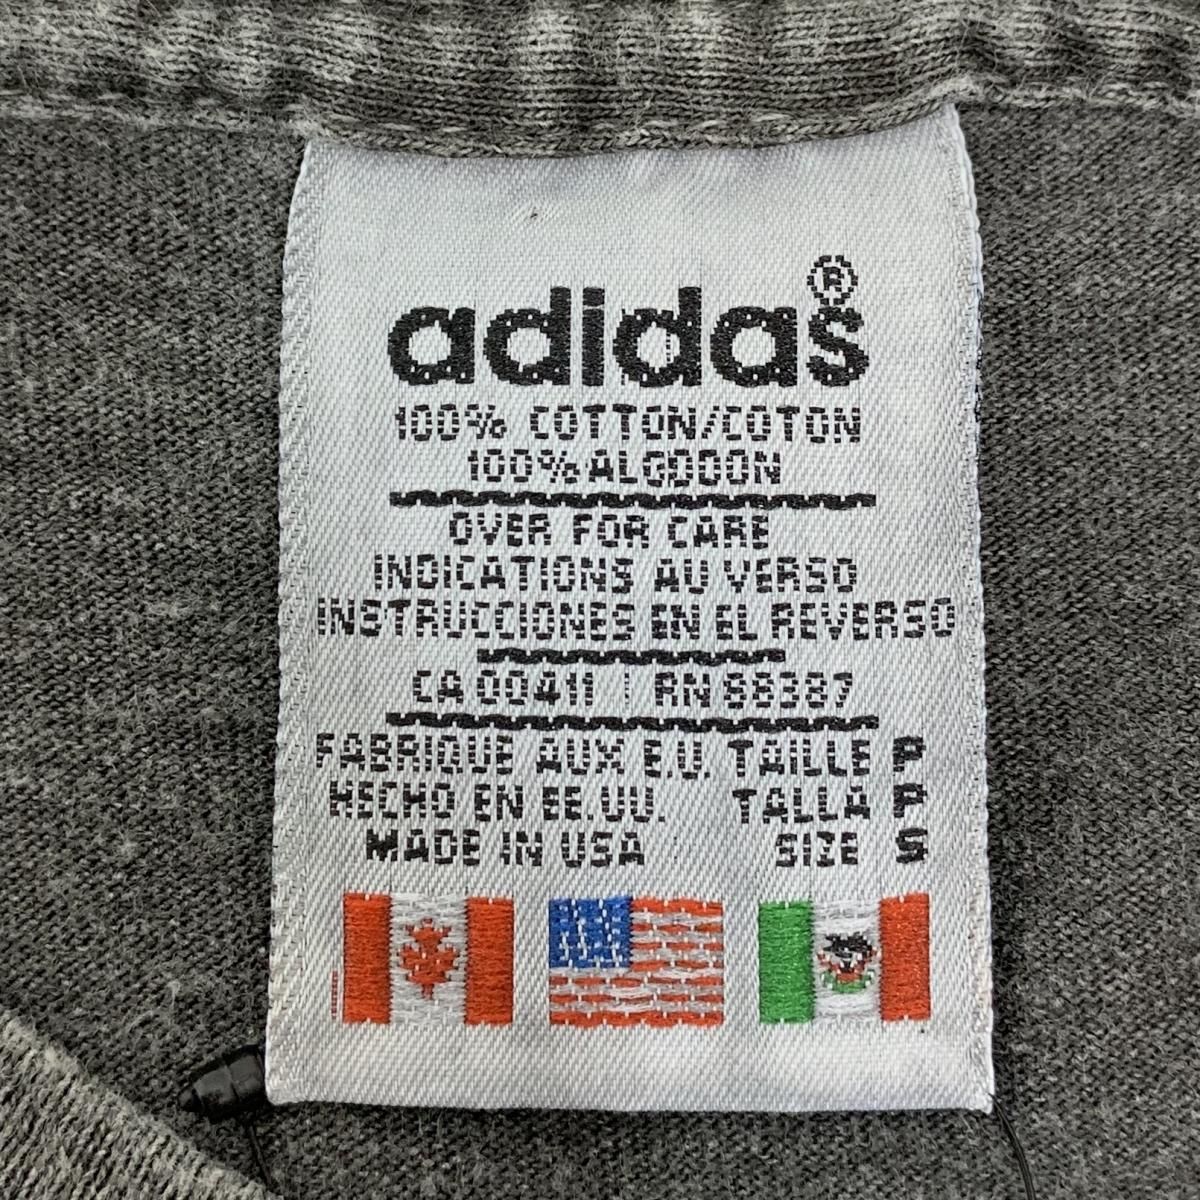 adidas®
100% COTTON/COTON
100% ALGODON
OVER FOR CARE
INDICATIONS AU VERSO
INSTRUCCIONES EN EL REVERSO
CA 00411 | RN 88387
FABRIQUE AUX E.U. TAILLE P
HECHO EN EE.UU. TALLA P
MADE IN USA SIZE S